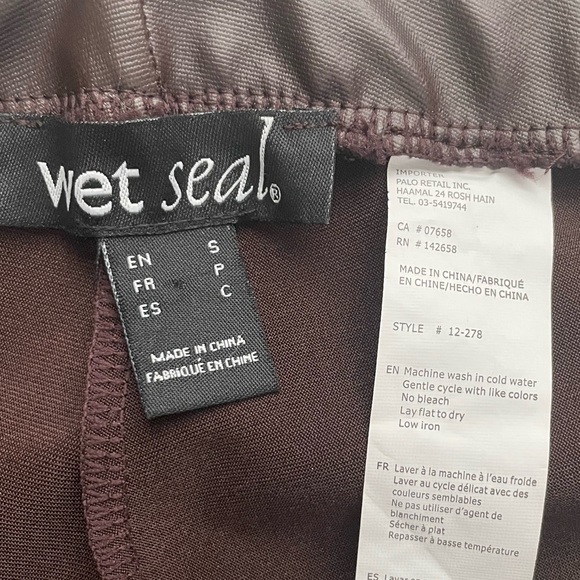 wet seal®
EN S
FR P
ES C
MADE IN CHINA
FABRIQUÉ EN CHINE
IMPORTER
PALO RETAIL INC.
HAAMAL 24 ROSH HAIN
TEL. 03-5419744
CA # 07658
RN # 142658
MADE IN CHINA/FABRIQUÉ
EN CHINE/HECHO EN CHINA
STYLE # 12-278
EN Machine wash in cold water
Gentle cycle with like colors
No bleach
Lay flat to dry
Low iron
FR Laver à la machine à l'eau froide
Laver au cycle délicat avec des
couleurs semblables
Ne pas utiliser d'agent de
blanchiment
Sécher à plat
Repasser à basse température
ES